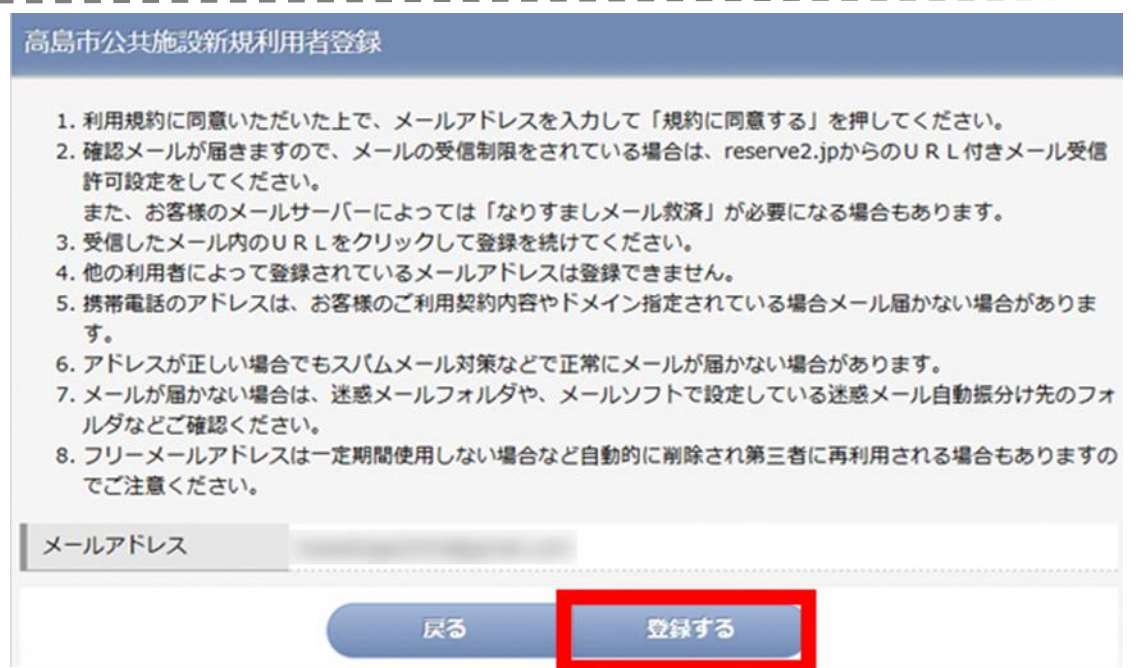 高島市公共施設新規利用者登録
1. 利用規約に同意いただいた上で、メールアドレスを入力して「規約に同意する」を押してください。
2. 確認メールが届きますので、メールの受信制限をされている場合は、reserve2.jpからのＵＲＬ付きメール受信
許可設定をしてください。
また、お客様のメールサーバーによっては「なりすましメール救済」が必要になる場合もあります。
3. 受信したメール内のＵＲＬをクリックして登録を続けてください。
4. 他の利用者によって登録されているメールアドレスは登録できません。
5. 携帯電話のアドレスは、お客様のご利用契約内容やドメイン指定されている場合メール届かない場合がありま
す。
6. アドレスが正しい場合でもスパムメール対策などで正常にメールが届かない場合があります。
7. メールが届かない場合は、迷惑メールフォルダや、メールソフトで設定している迷惑メール自動振分け先のフォ
ルダなどご確認ください。
8. フリーメールアドレスは一定期間使用しない場合など自動的に削除され第三者に再利用される場合もありますの
でご注意ください。
メールアドレス
戻る 登録する